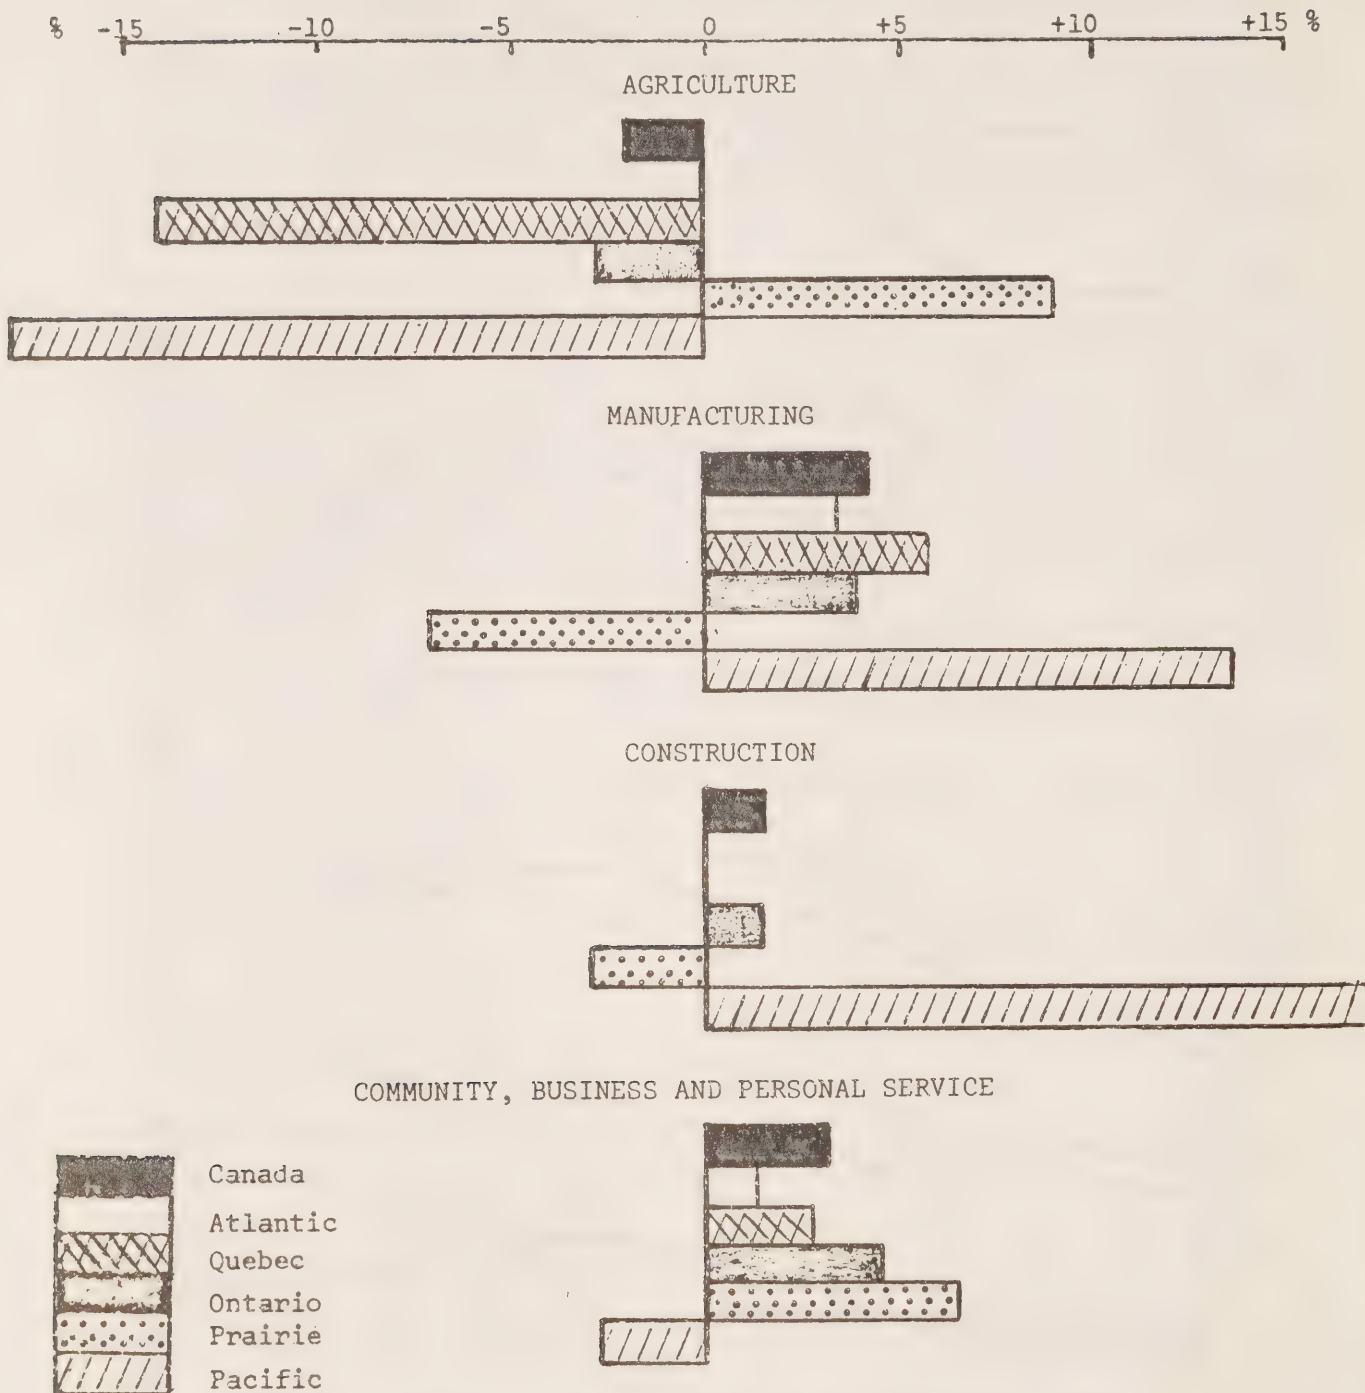 % -15 -10 -5 0 +5 +10 +15 %
AGRICULTURE
MANUFACTURING
CONSTRUCTION
COMMUNITY, BUSINESS AND PERSONAL SERVICE
Canada
Atlantic
Quebec
Ontario
Prairie
Pacific